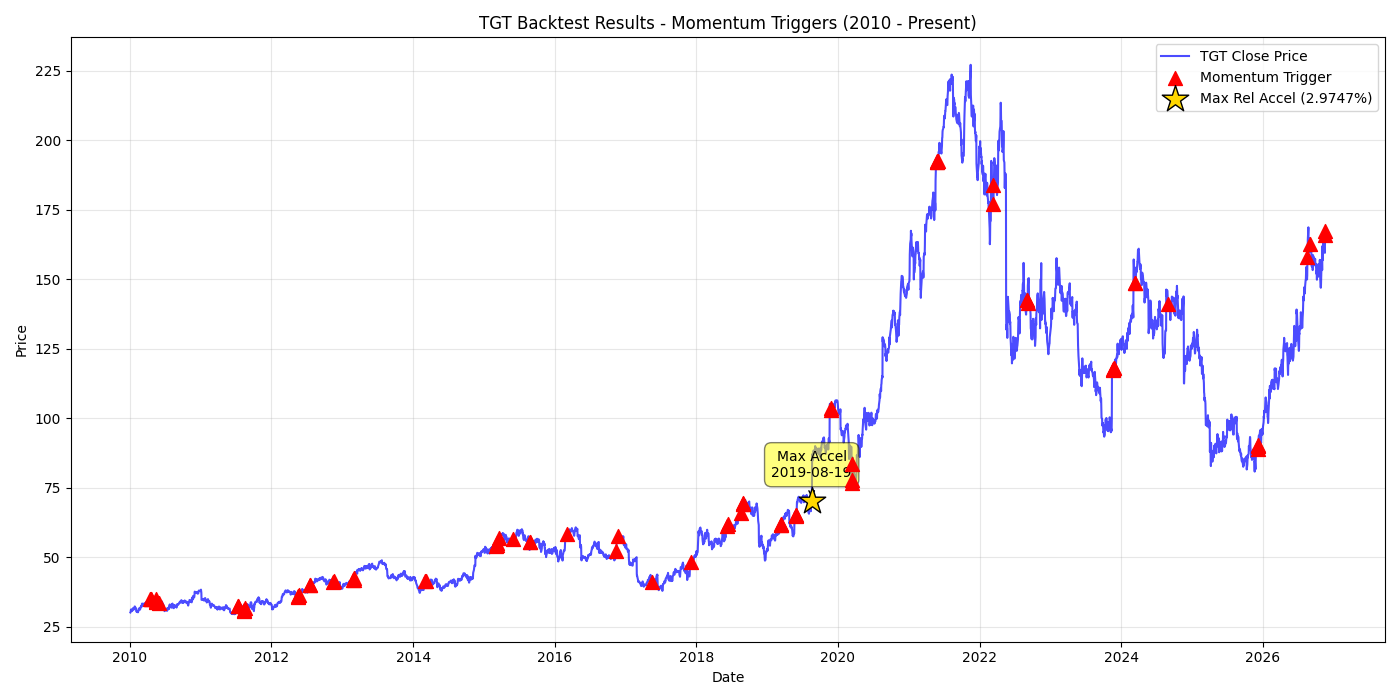 TGT Backtest Results - Momentum Triggers (2010 - Present)
TGT Close Price
Momentum Trigger
Max Rel Accel (2.9747%)
225
200
175
150
125
100
75
50
25
Price
Max Accel
2019-08-19
2010
2012
2014
2016
2018
2020
2022
2024
2026
Date